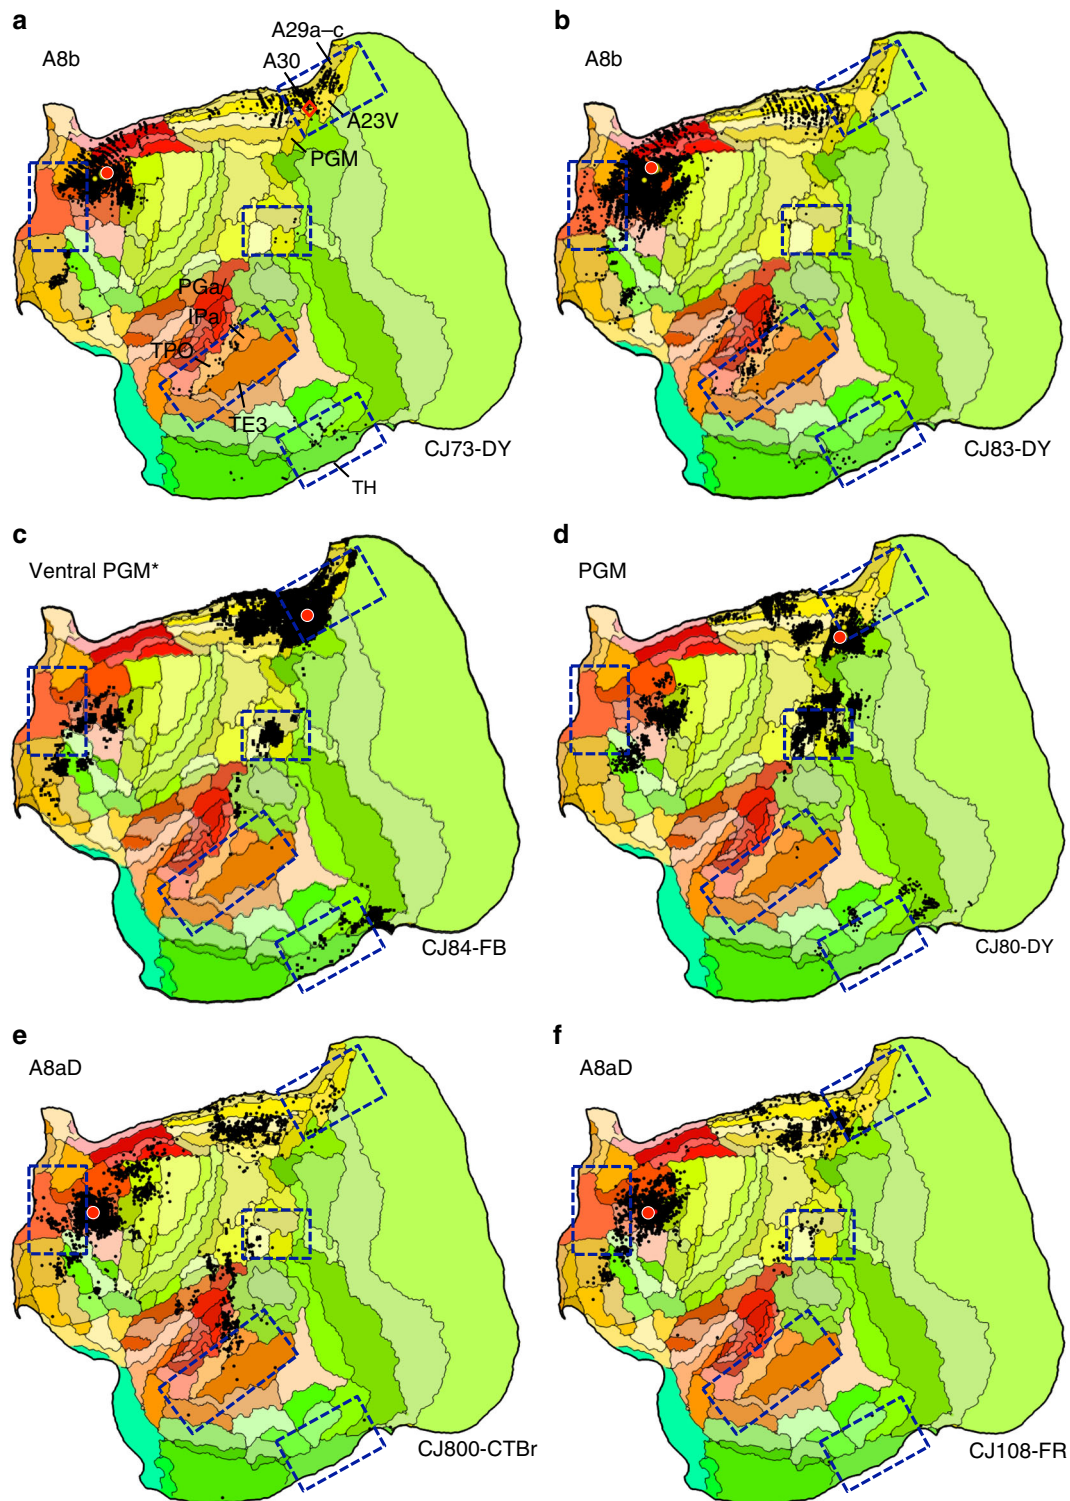 a
A8b
A29a–c
A30
A23V
PGM
PGa
IPa
TPO
TE3
TH
CJ73-DY
b
A8b
CJ83-DY
c
Ventral PGM*
CJ84-FB
d
PGM
CJ80-DY
e
A8aD
CJ800-CTBr
f
A8aD
CJ108-FR